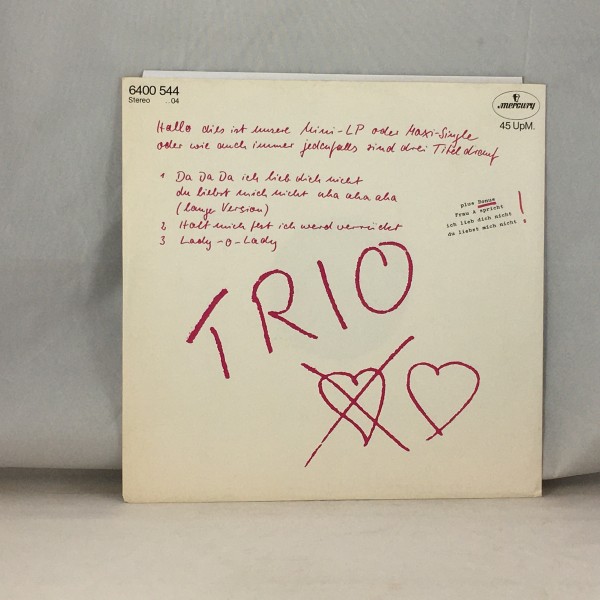 6400 544
Stereo 04
mercury
45 UpM.
Hallo dies ist unsere Mini-LP oder Maxi-Single
oder wie auch immer jedenfalls sind drei Titel drauf
1 Da Da Da ich lieb dich nicht
du liebst mich nicht aha aha aha
(lange Version)
2 Halt mich fest ich werd verrückt
3 Lady-O-Lady
plus Bonus
Frau A spricht
ich lieb dich nicht
du liebst mich nicht !
TRIO